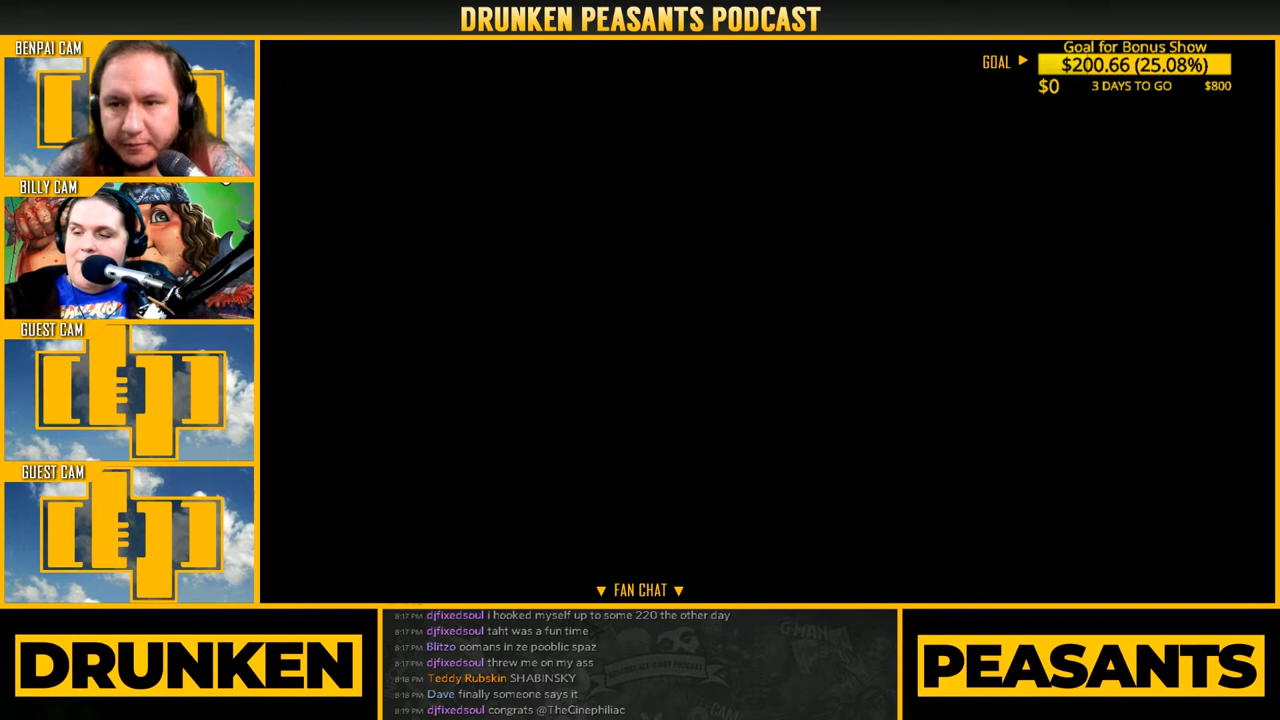 DRUNKEN PEASANTS PODCAST
BENPAI CAM
BILLY CAM
GUEST CAM
GUEST CAM
GOAL ▶
Goal for Bonus Show
$200.66 (25.08%)
$0 3 DAYS TO GO $800
▼ FAN CHAT ▼
8:17 PM djfixedsoul i hooked myself up to some 220 the other day
8:17 PM djfixedsoul taht was a fun time
8:17 PM Blitzo oomans in ze pooblic spaz
8:17 PM djfixedsoul threw me on my ass
8:18 PM Teddy Rubskin SHABINSKY
8:18 PM Dave finally someone says it
8:19 PM djfixedsoul congrats @TheCinephiliac
DRUNKEN
PEASANTS